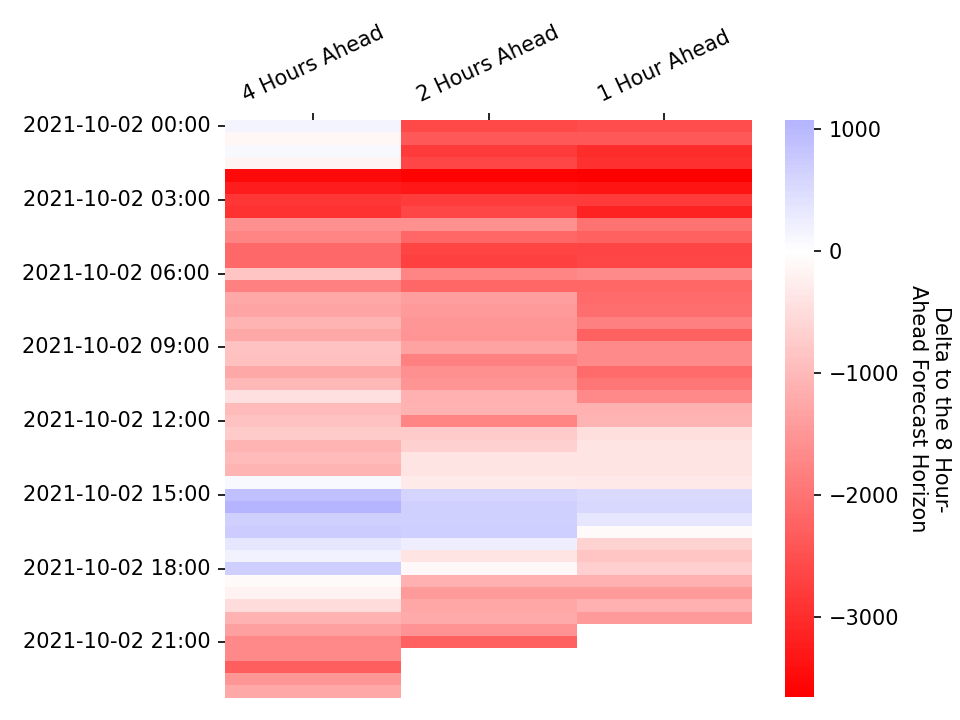 4 Hours Ahead
2 Hours Ahead
1 Hour Ahead
2021-10-02 00:00
2021-10-02 03:00
2021-10-02 06:00
2021-10-02 09:00
2021-10-02 12:00
2021-10-02 15:00
2021-10-02 18:00
2021-10-02 21:00
1000
0
−1000
−2000
−3000
Delta to the 8 Hour-
Ahead Forecast Horizon